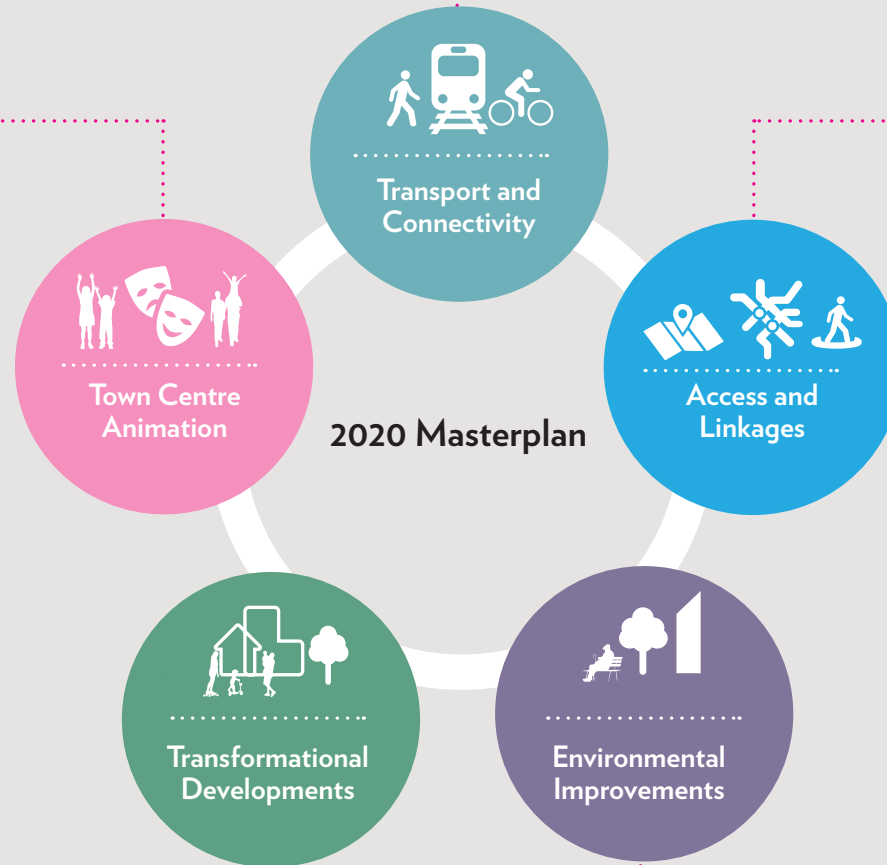 Transport and
Connectivity
Town Centre
Animation
Access and
Linkages
2020 Masterplan
Transformational
Developments
Environmental
Improvements